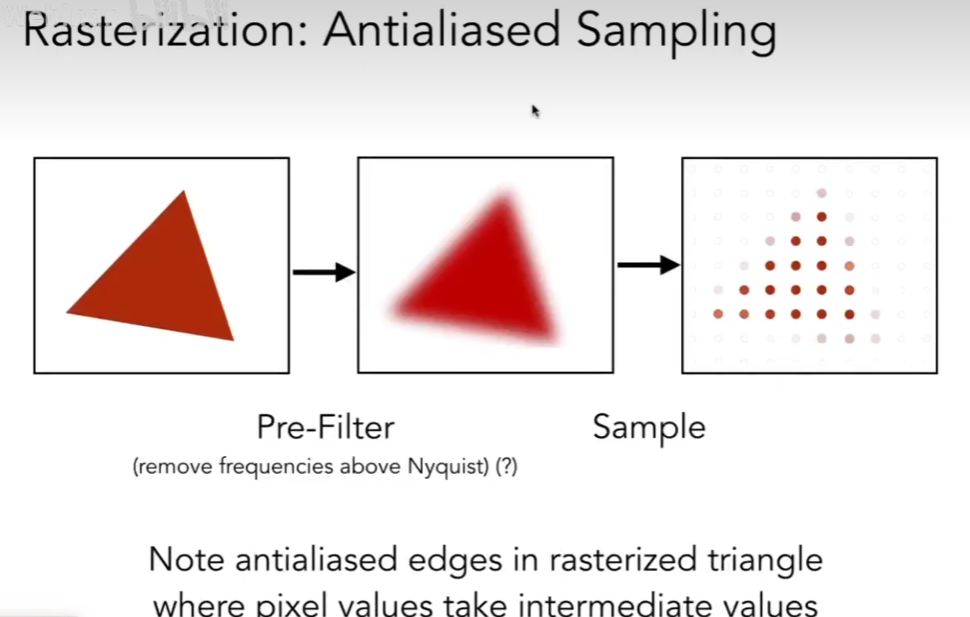 Rasterization: Antialiased Sampling
Pre-Filter
Sample
(remove frequencies above Nyquist) (?)
Note antialiased edges in rasterized triangle
where pixel values take intermediate values